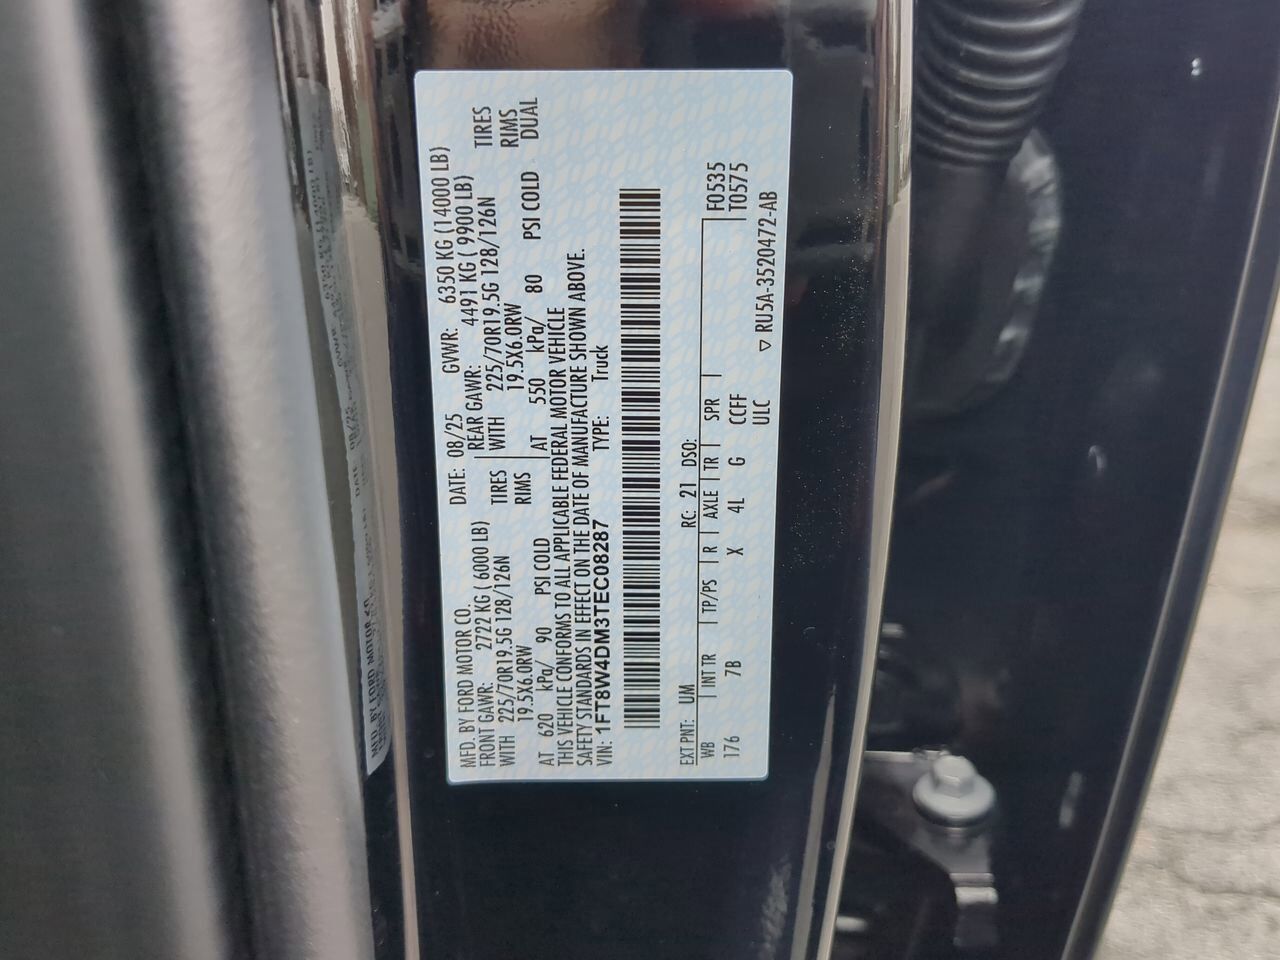 MFD. BY FORD MOTOR CO.
DATE: 08/25 GVWR: 6350 KG (14000 LB)
FRONT GAWR: 2722 KG ( 6000 LB) REAR GAWR: 4491 KG ( 9900 LB)
WITH 225/70R19.5G 128/126N TIRES WITH 225/70R19.5G 128/126N TIRES
19.5X6.0RW RIMS 19.5X6.0RW RIMS
AT 620 kPa/ 90 PSI COLD AT 550 kPa/ 80 PSI COLD DUAL
THIS VEHICLE CONFORMS TO ALL APPLICABLE FEDERAL MOTOR VEHICLE
SAFETY STANDARDS IN EFFECT ON THE DATE OF MANUFACTURE SHOWN ABOVE.
VIN: 1FT8W4DM3TEC08287 TYPE: Truck
EXT PNT: UM RC: 21 DSO: F0535
WB INT TR TP/PS R AXLE TR SPR T0575
176 7B X 4L G CCFF
ULC ▽ RU5A-3520472-AB